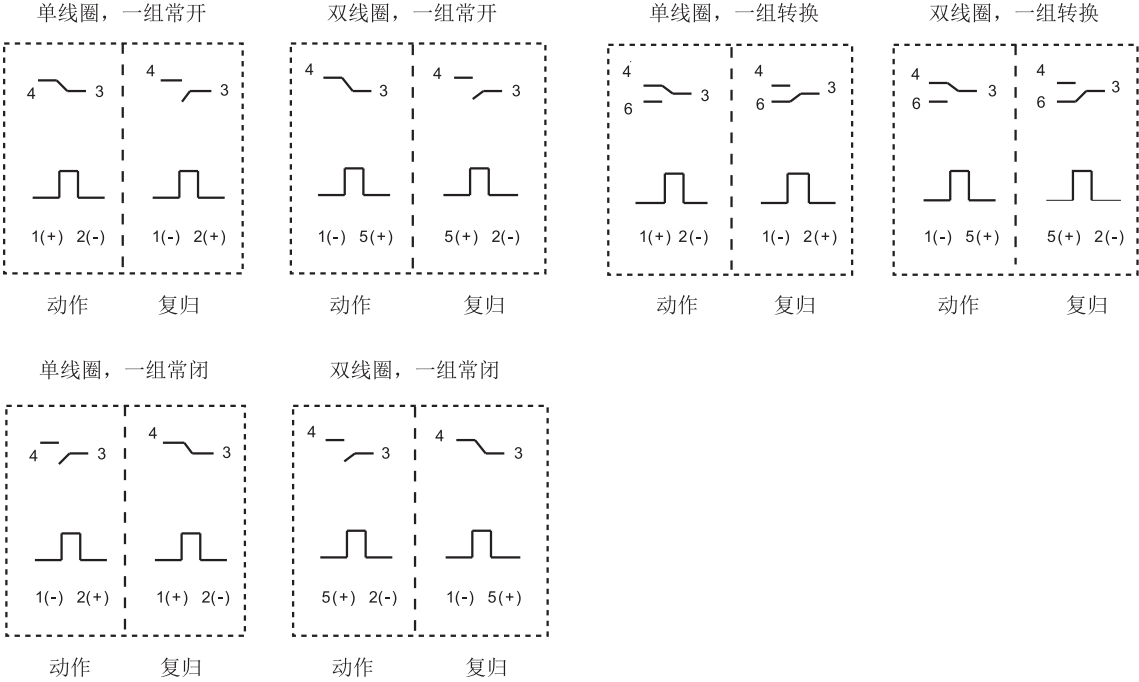 单线圈，一组常开 双线圈，一组常开 单线圈，一组转换 双线圈，一组转换
4 3 4 3 4 3 4 3 4 6 3 4 6 3 4 6 3 4 6 3
1(+) 2(-) 1(-) 2(+) 1(-) 5(+) 5(+) 2(-) 1(+) 2(-) 1(-) 2(+) 1(-) 5(+) 5(+) 2(-)
动作 复归 动作 复归 动作 复归 动作 复归
单线圈，一组常闭 双线圈，一组常闭
4 3 4 3 4 3 4 3
1(-) 2(+) 1(+) 2(-) 5(+) 2(-) 1(-) 5(+)
动作 复归 动作 复归